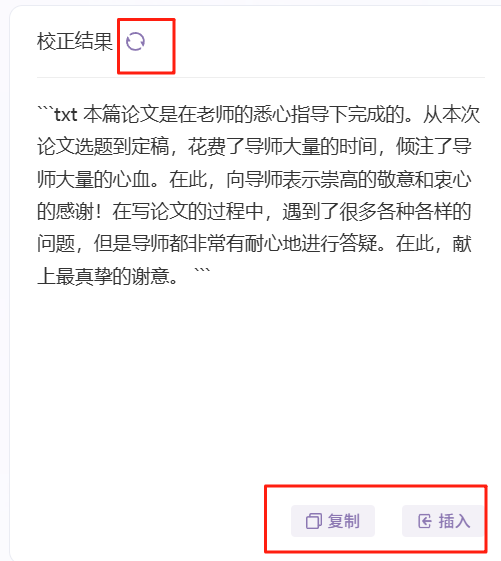 校正结果
```txt 本篇论文是在老师的悉心指导下完成的。从本次
论文选题到定稿，花费了导师大量的时间，倾注了导
师大量的心血。在此，向导师表示崇高的敬意和衷心
的感谢！在写论文的过程中，遇到了很多各种各样的
问题，但是导师都非常有耐心地进行答疑。在此，献
上最真挚的谢意。 ```
复制 插入